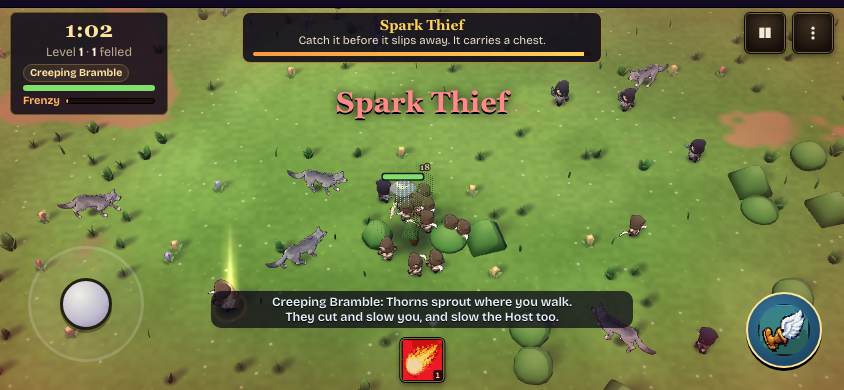 1:02
Level 1 · 1 felled
Creeping Bramble
Frenzy
Spark Thief
Catch it before it slips away. It carries a chest.
Spark Thief
18
Creeping Bramble: Thorns sprout where you walk.
They cut and slow you, and slow the Host too.
1